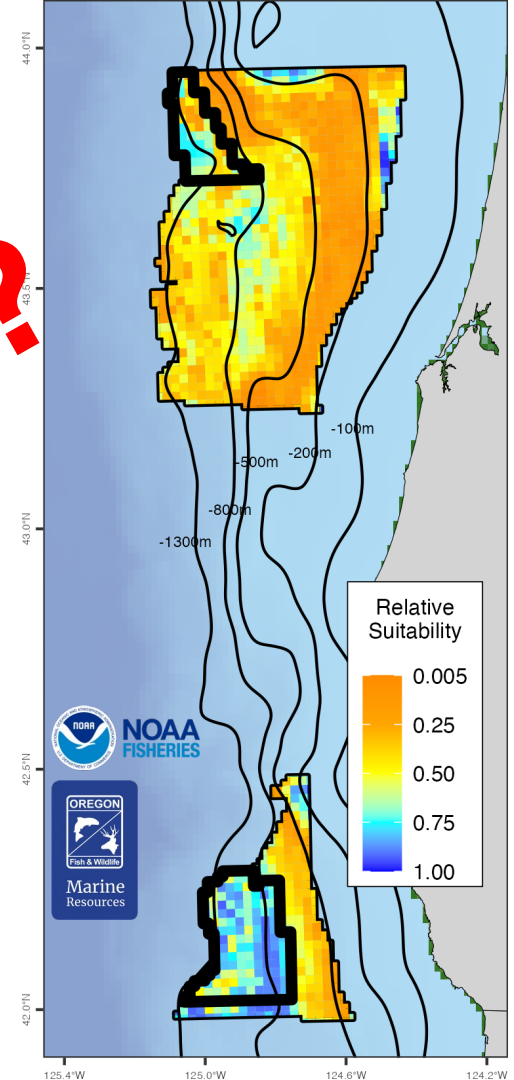 44.0°N
?
43.5°N
-100m
-200m
-500m
-800m
43.0°N
-1300m
Relative
Suitability
0.005
0.25
0.50
0.75
1.00
NOAA
NOAA
FISHERIES
42.5°N
OREGON
Fish & Wildlife
Marine
Resources
42.0°N
125.4°W
125.0°W
124.6°W
124.2°W